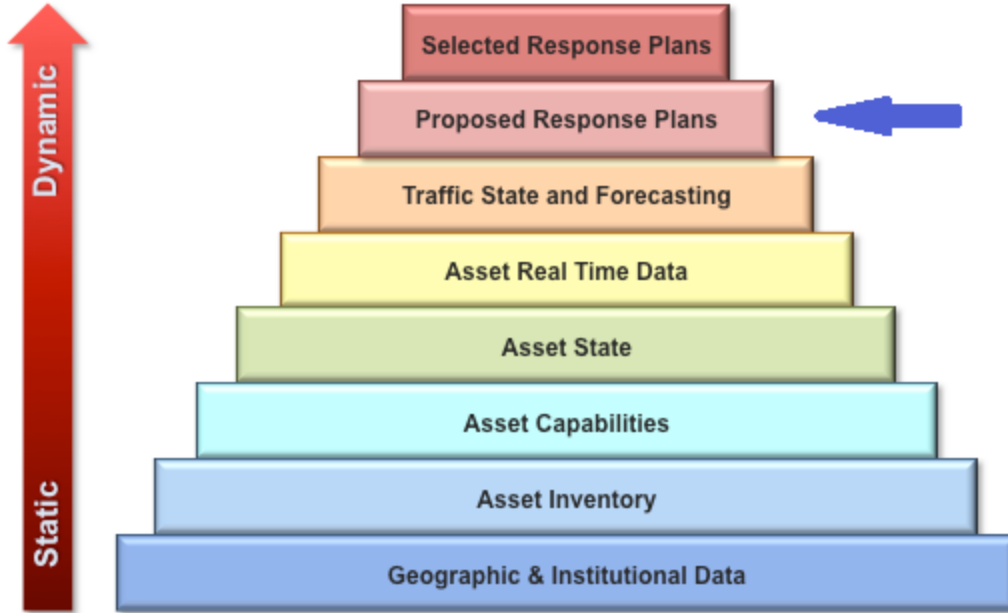 Dynamic
Static
Selected Response Plans
Proposed Response Plans
Traffic State and Forecasting
Asset Real Time Data
Asset State
Asset Capabilities
Asset Inventory
Geographic & Institutional Data